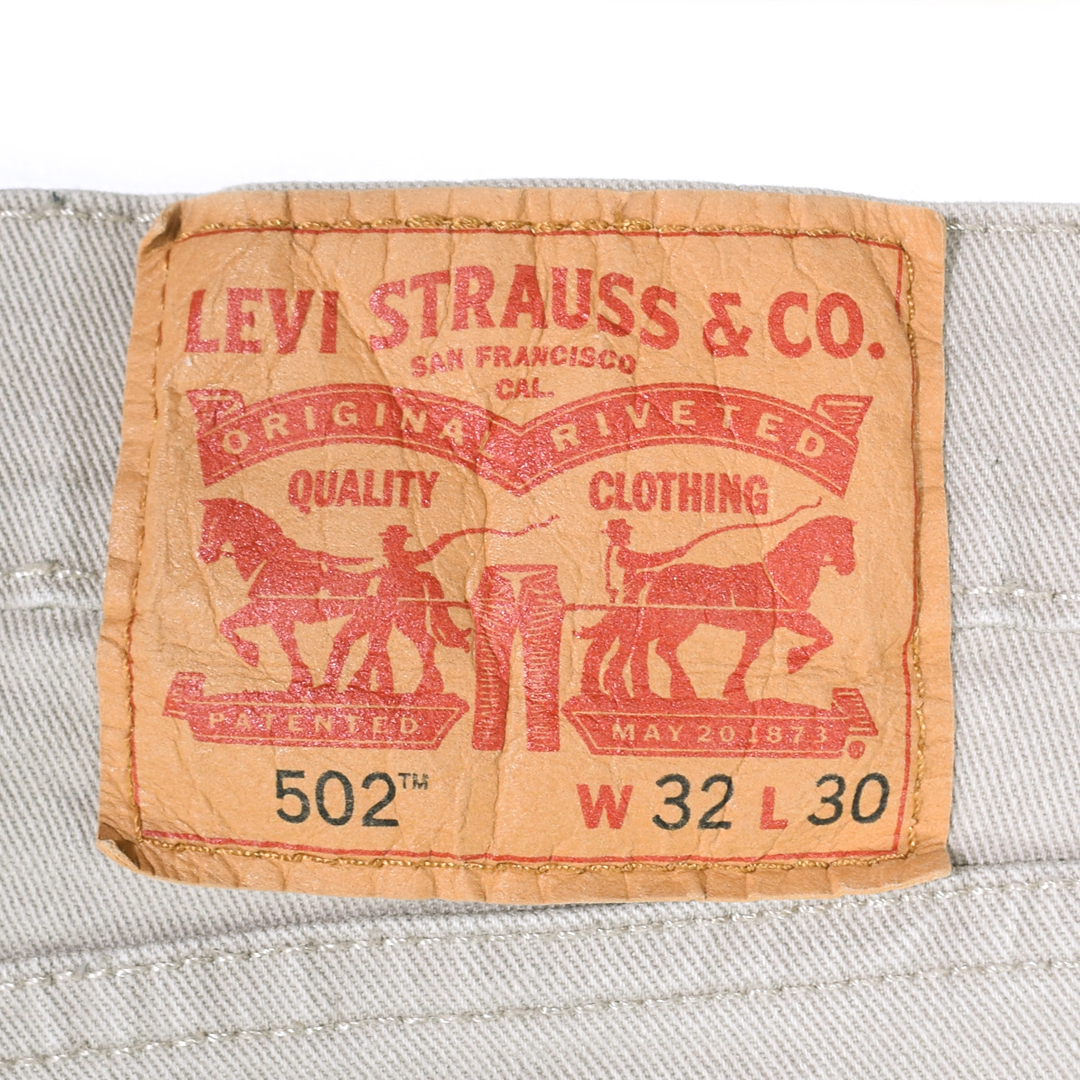 LEVI STRAUSS & CO.
SAN FRANCISCO
CAL.
ORIGINAL RIVETED
QUALITY CLOTHING
PATENTED MAY 20 1873
502™ W 32 L 30